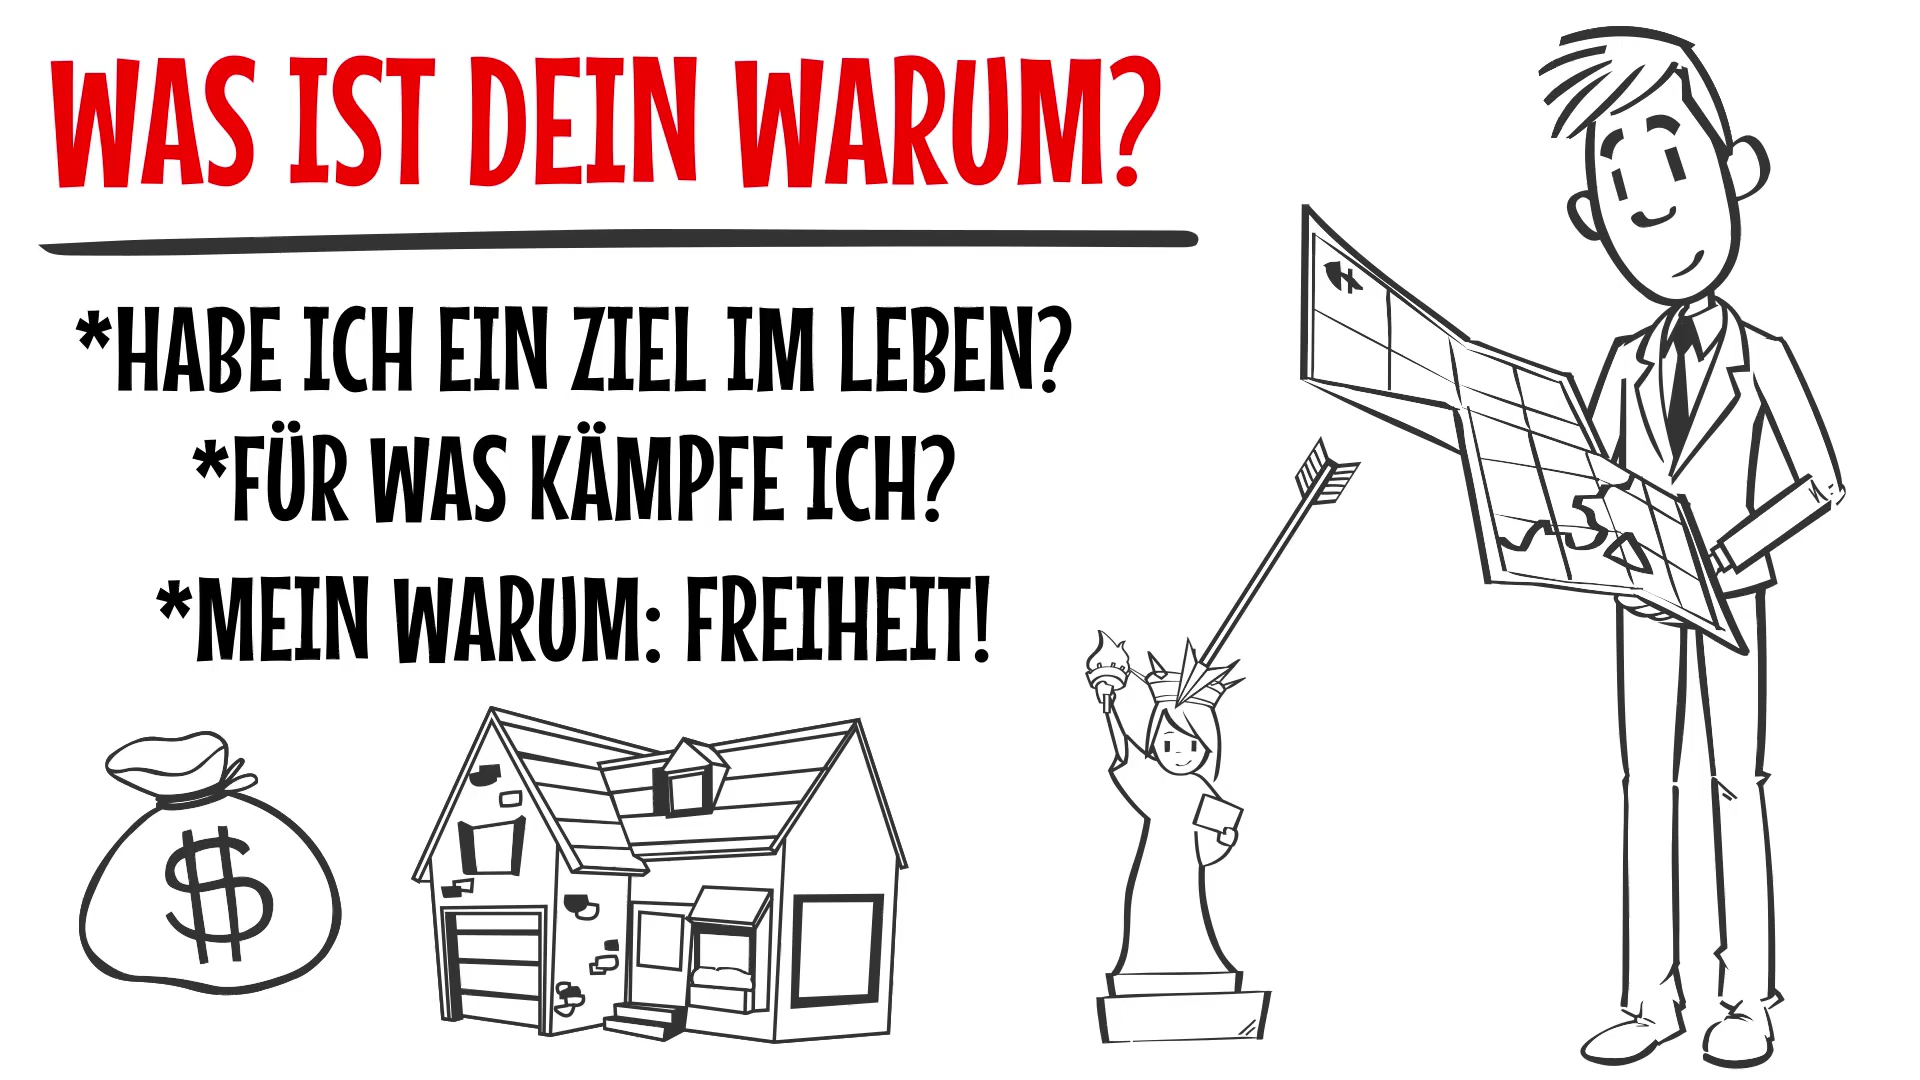 WAS IST DEIN WARUM?
*HABE ICH EIN ZIEL IM LEBEN?
*FÜR WAS KÄMPFE ICH?
*MEIN WARUM: FREIHEIT!
$